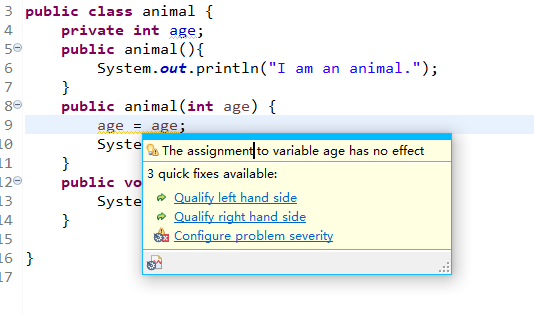 3 public class animal {
4 private int age;
5 public animal(){
6 System.out.println("I am an animal.");
7 }
8 public animal(int age) {
9 age = age;
The assignment to variable age has no effect
10 Syste
3 quick fixes available:
11 }
12 public vo
Qualify left hand side
13 Syste
Qualify right hand side
14 }
Configure problem severity
15
16 }
17